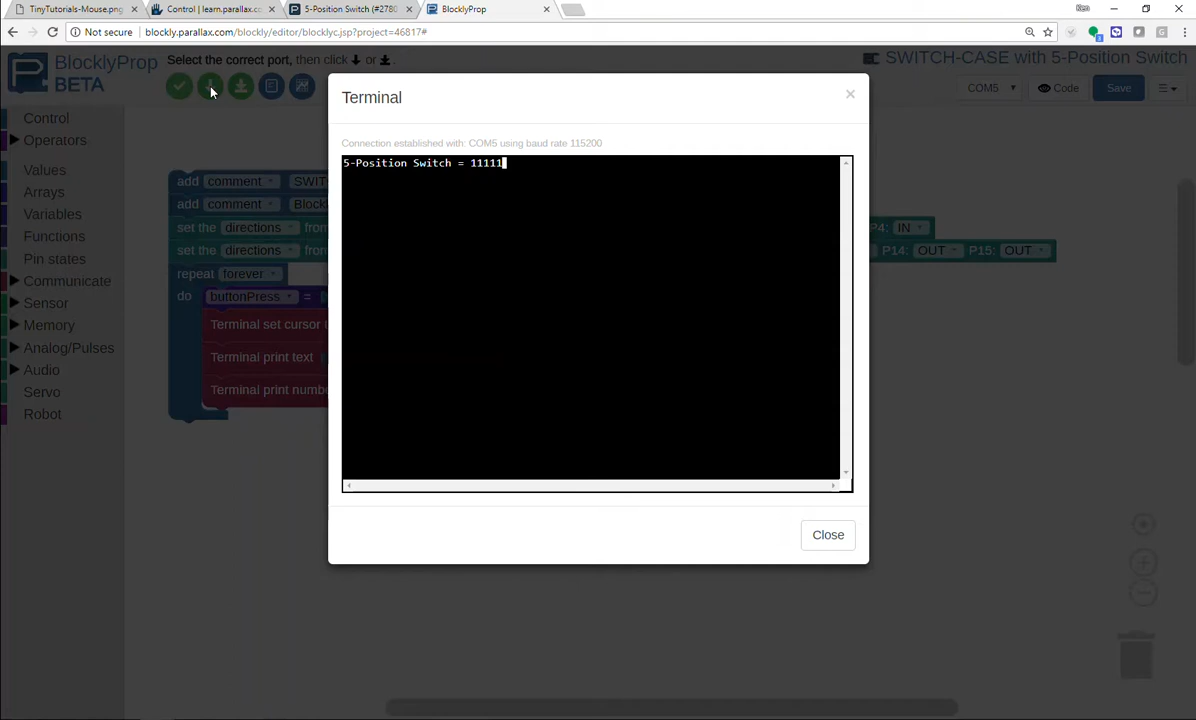 TinyTutorials-Mouse.png
Control | learn.parallax.co
5-Position Switch (#2780
BlocklyProp
Ren
Not secure
blockly.parallax.com/blockly/editor/blocklyc.jsp?project=46817#
BlocklyProp
BETA
Select the correct port, then click or .
SWITCH-CASE with 5-Position Switch
COM5
Code
Save
Terminal
×
Connection established with: COM5 using baud rate 115200
5-Position Switch = 11111
Close
Control
Operators
Values
Arrays
Variables
Functions
Pin states
Communicate
Sensor
Memory
Analog/Pulses
Audio
Servo
Robot
add comment SWIT
add comment Block
set the directions from P4: IN
set the directions from P14: OUT P15: OUT
repeat forever
do buttonPress =
Terminal set cursor t
Terminal print text
Terminal print numbe